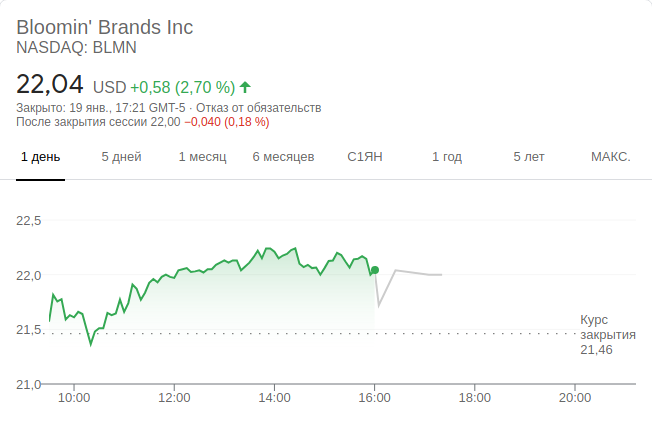 Bloomin' Brands Inc
NASDAQ: BLMN
22,04 USD +0,58 (2,70 %) ↑
Закрыто: 19 янв., 17:21 GMT-5 · Отказ от обязательств
После закрытия сессии 22,00 −0,040 (0,18 %)
1 день 5 дней 1 месяц 6 месяцев С1ЯН 1 год 5 лет МАКС.
22,5
22,0
21,5
21,0
Курс
закрытия
21,46
10:00 12:00 14:00 16:00 18:00 20:00